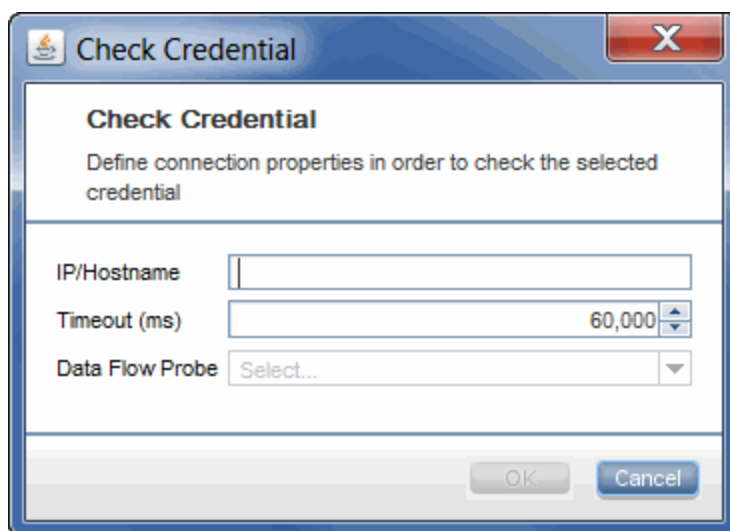 Check Credential
Check Credential
Define connection properties in order to check the selected
credential
IP/Hostname
Timeout (ms) 60,000
Data Flow Probe Select...
OK Cancel